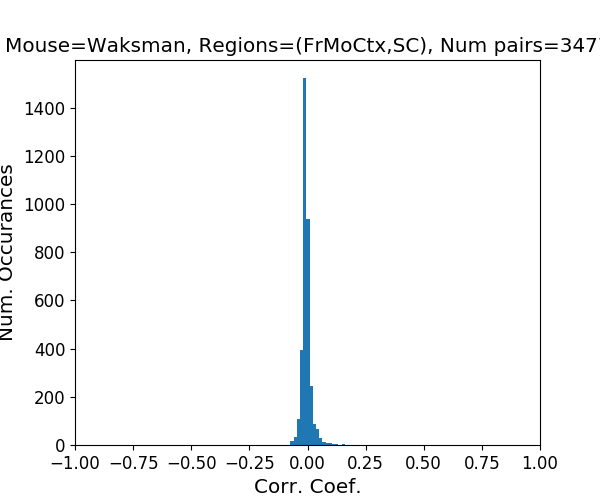 Mouse=Waksman, Regions=(FrMoCtx,SC), Num pairs=347
Num. Occurances
1400
1200
1000
800
600
400
200
0
−1.00 −0.75 −0.50 −0.25 0.00 0.25 0.50 0.75 1.00
Corr. Coef.